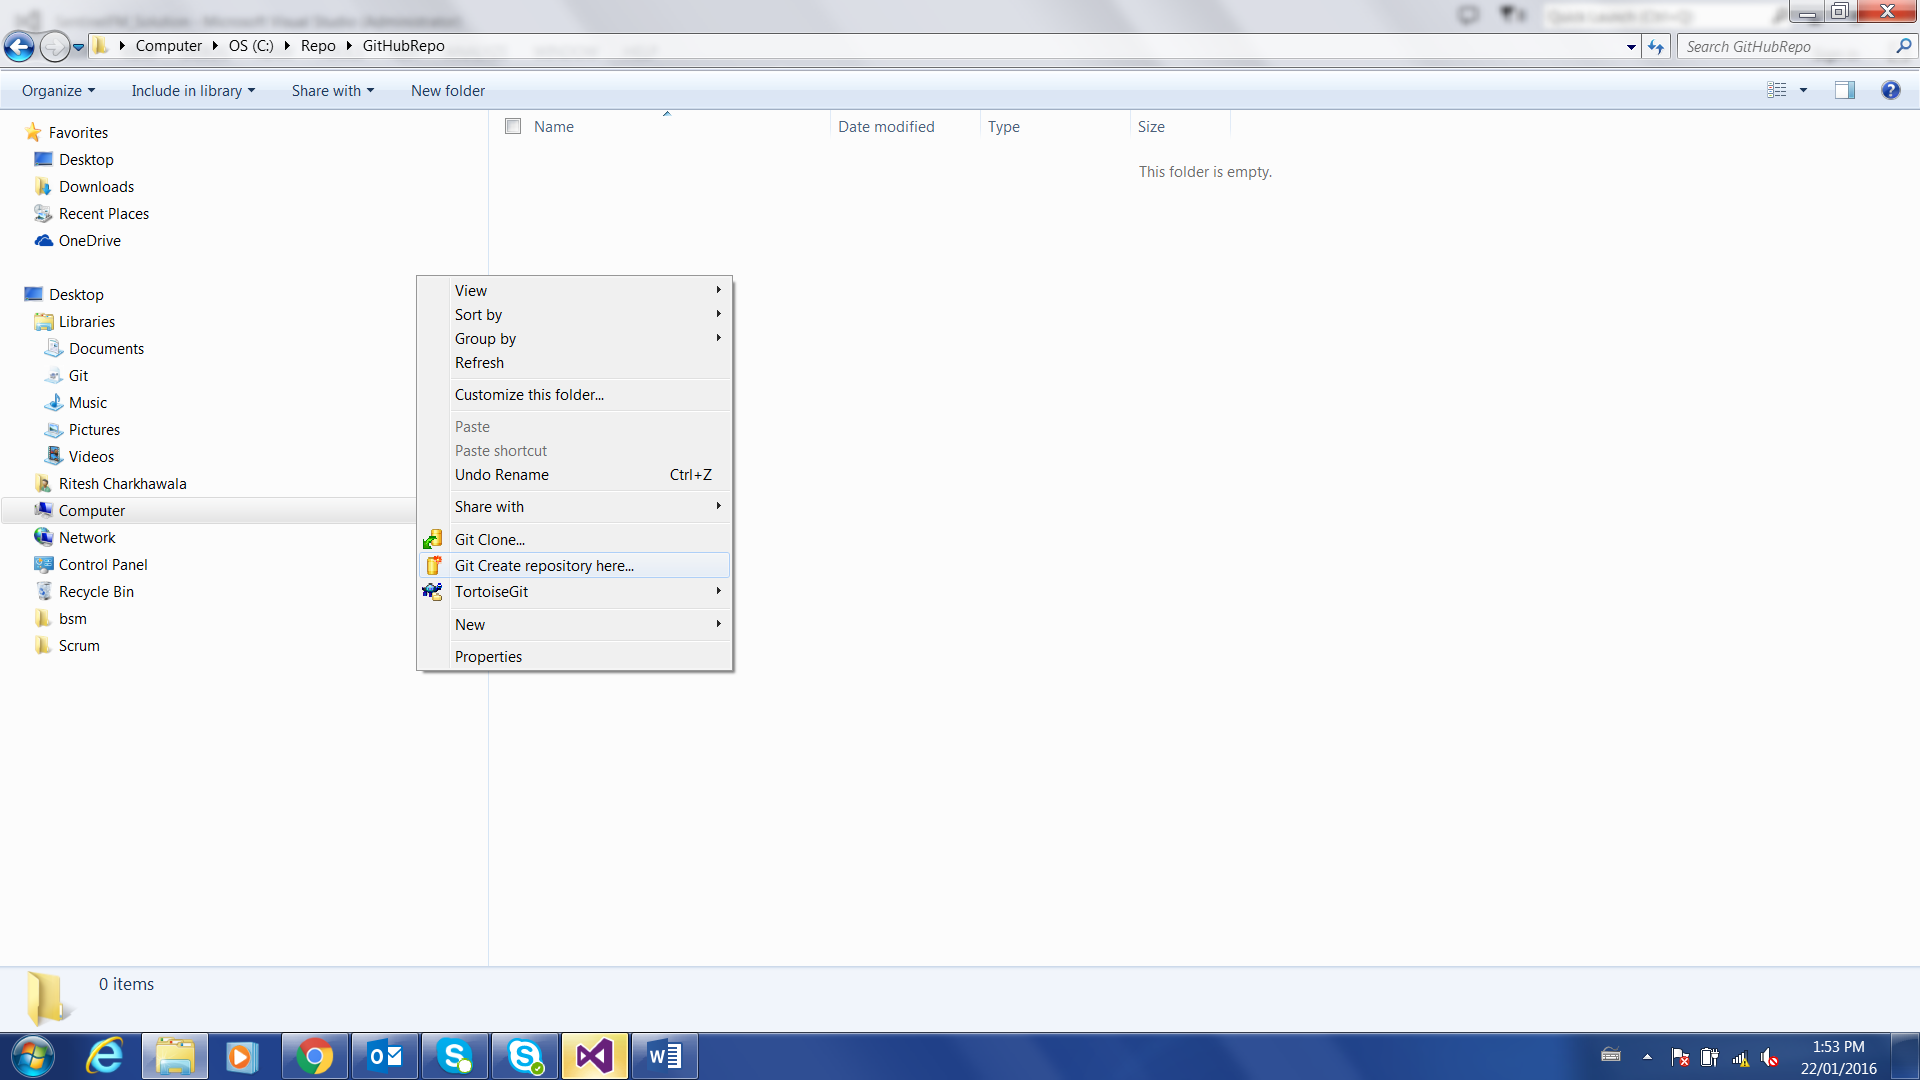 Computer OS (C:) Repo GitHubRepo
Search GitHubRepo
Organize Include in library Share with New folder
Name Date modified Type Size
This folder is empty.
Favorites
Desktop
Downloads
Recent Places
OneDrive
Desktop
Libraries
Documents
Git
Music
Pictures
Videos
Ritesh Charkhawala
Computer
Network
Control Panel
Recycle Bin
bsm
Scrum
View
Sort by
Group by
Refresh
Customize this folder...
Paste
Paste shortcut
Undo Rename Ctrl+Z
Share with
Git Clone...
Git Create repository here...
TortoiseGit
New
Properties
0 items
1:53 PM
22/01/2016